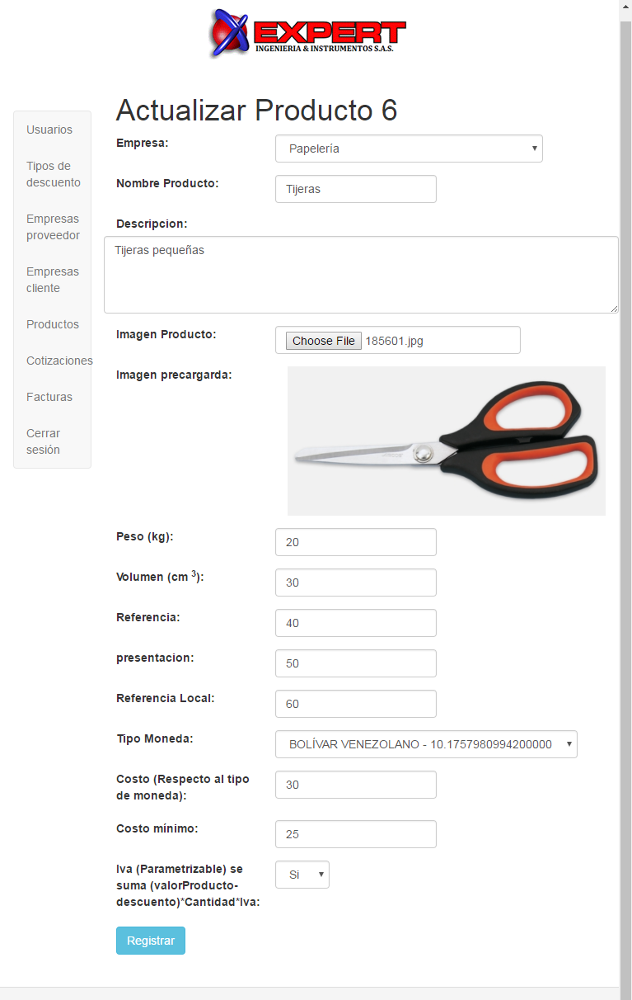 EXPERT
INGENIERIA & INSTRUMENTOS S.A.S.
Actualizar Producto 6
Usuarios
Tipos de
descuento
Empresas
proveedor
Empresas
cliente
Productos
Cotizaciones
Facturas
Cerrar
sesión
Empresa:
Papelería
Nombre Producto:
Tijeras
Descripcion:
Tijeras pequeñas
Imagen Producto:
Choose File 185601.jpg
Imagen precargarda:
Peso (kg):
20
Volumen (cm 3):
30
Referencia:
40
presentacion:
50
Referencia Local:
60
Tipo Moneda:
BOLÍVAR VENEZOLANO - 10.1757980994200000
Costo (Respecto al tipo
de moneda):
30
Costo mínimo:
25
Iva (Parametrizable) se
suma (valorProducto-
descuento)*Cantidad*Iva:
Si
Registrar